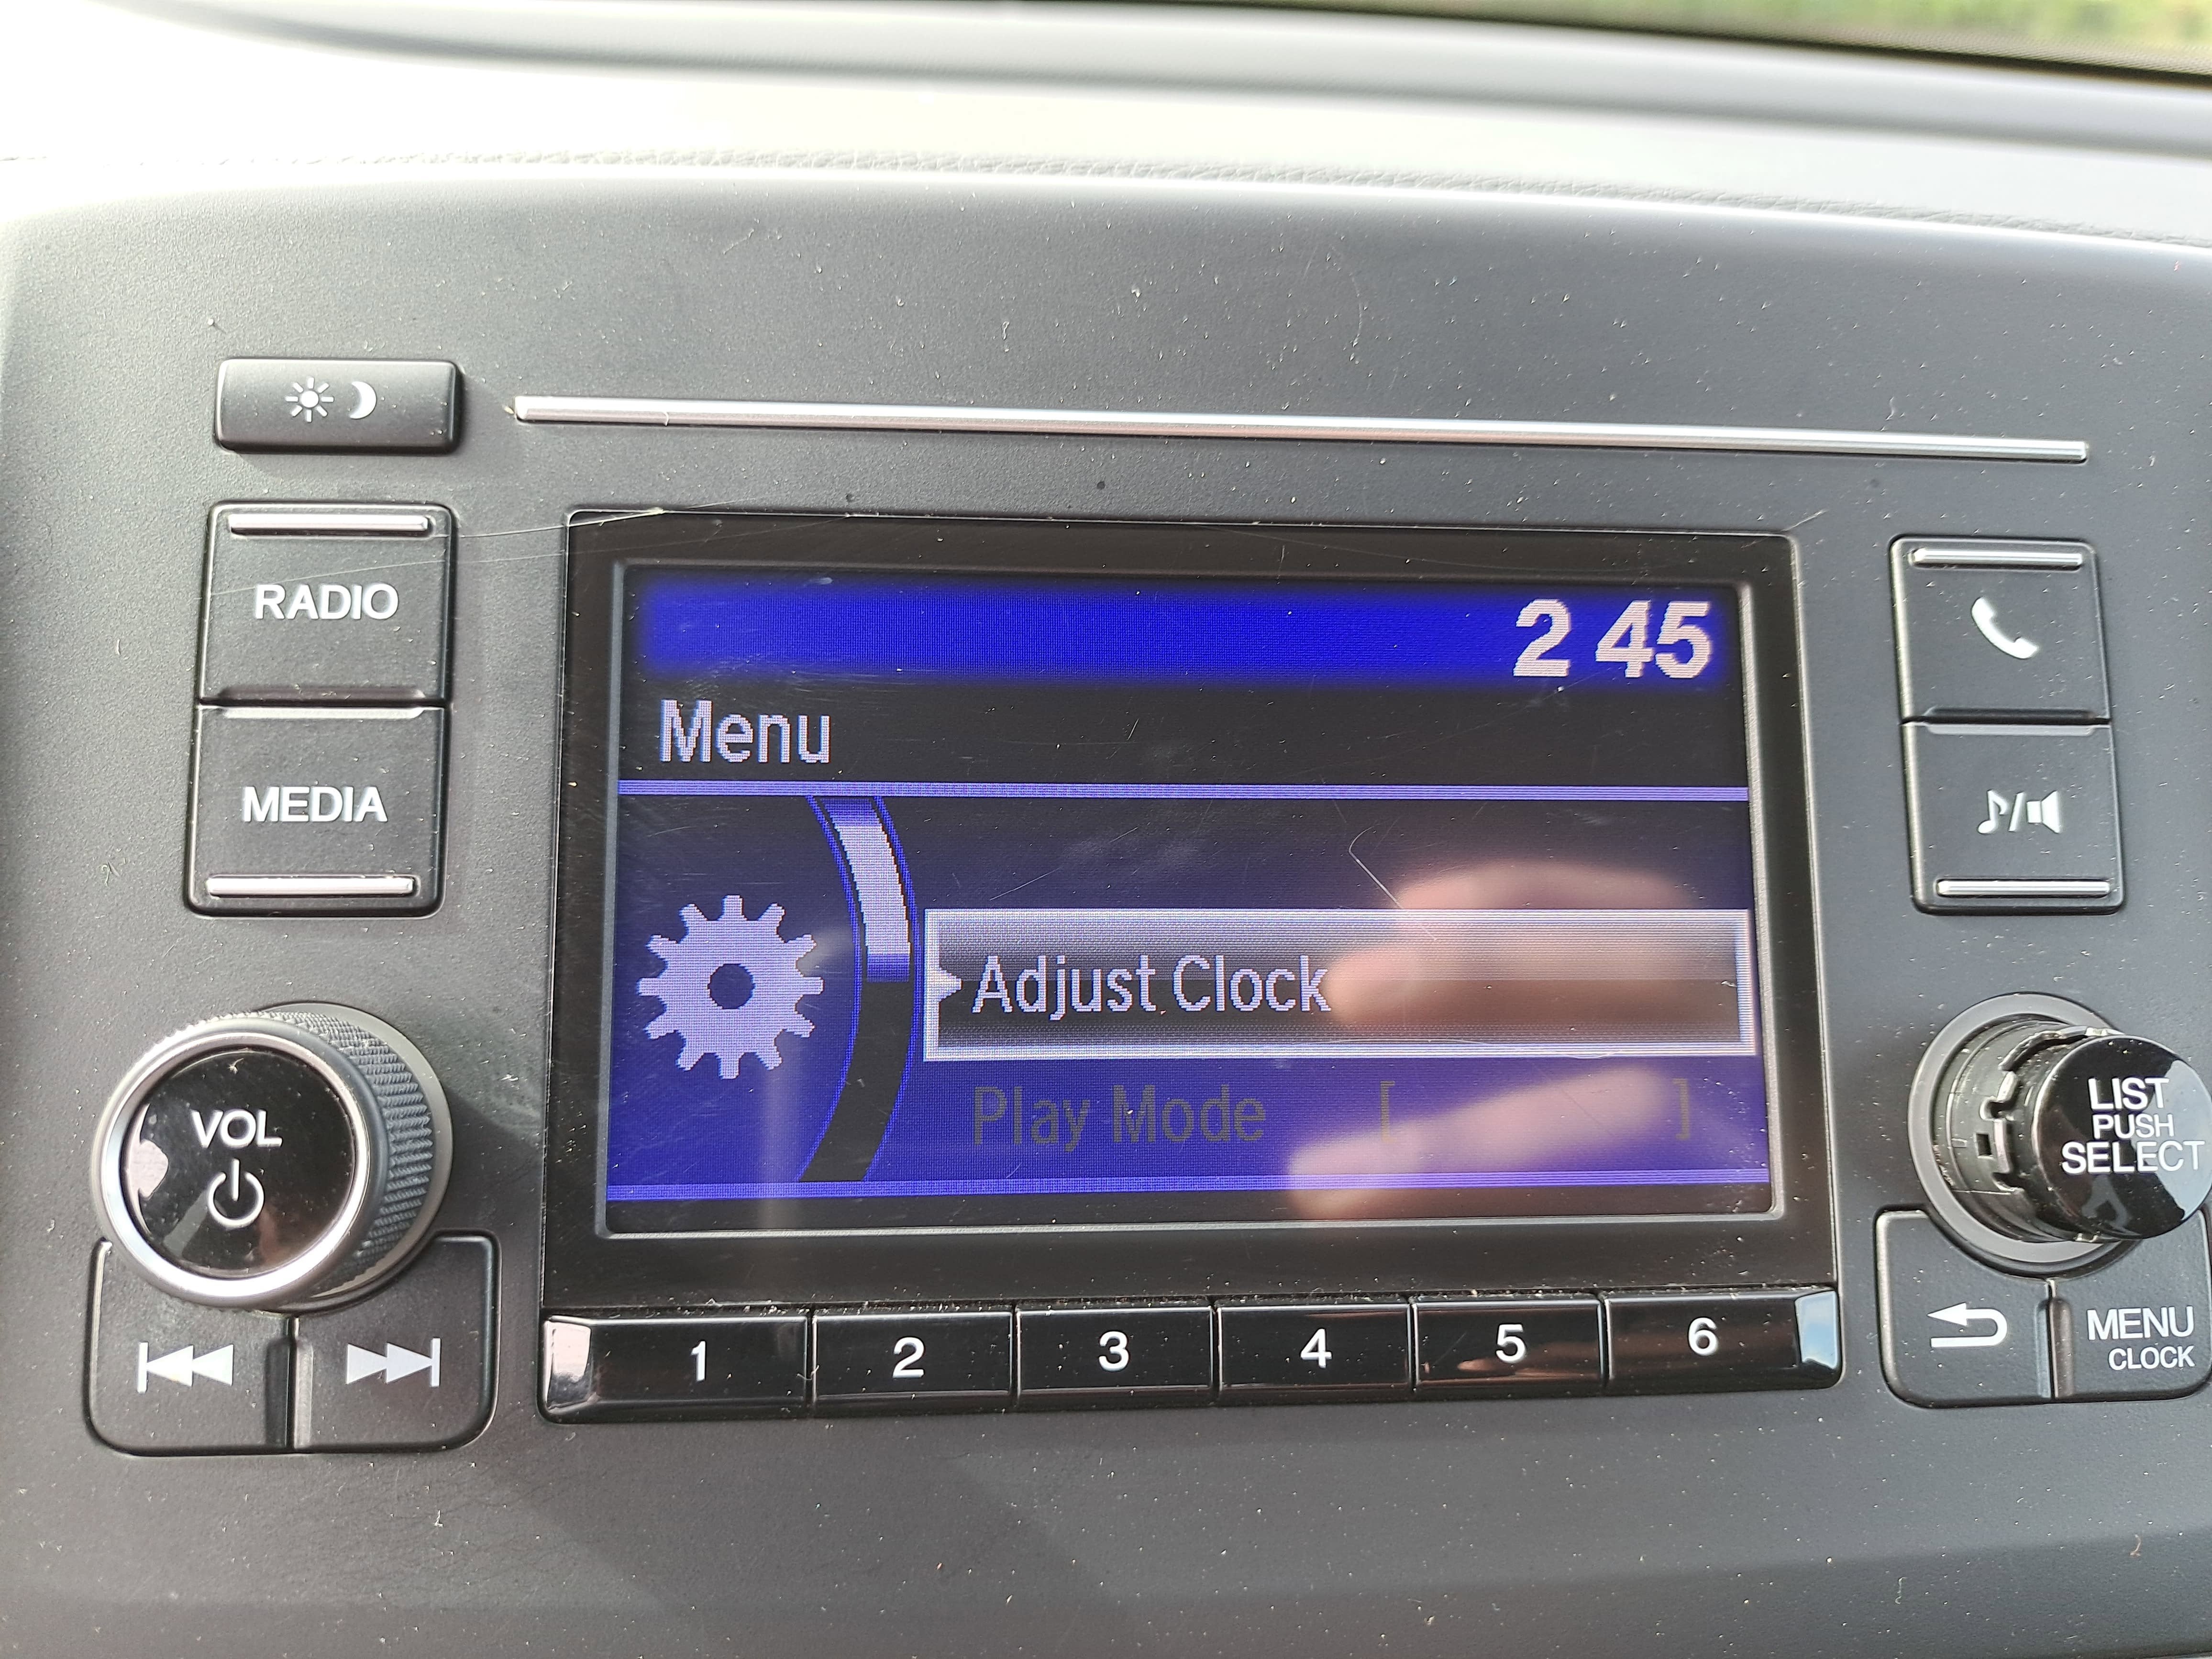 RADIO
MEDIA
VOL
2 45
Menu
Adjust Clock
Play Mode [ ]
LIST
PUSH
SELECT
1 2 3 4 5 6
MENU
CLOCK